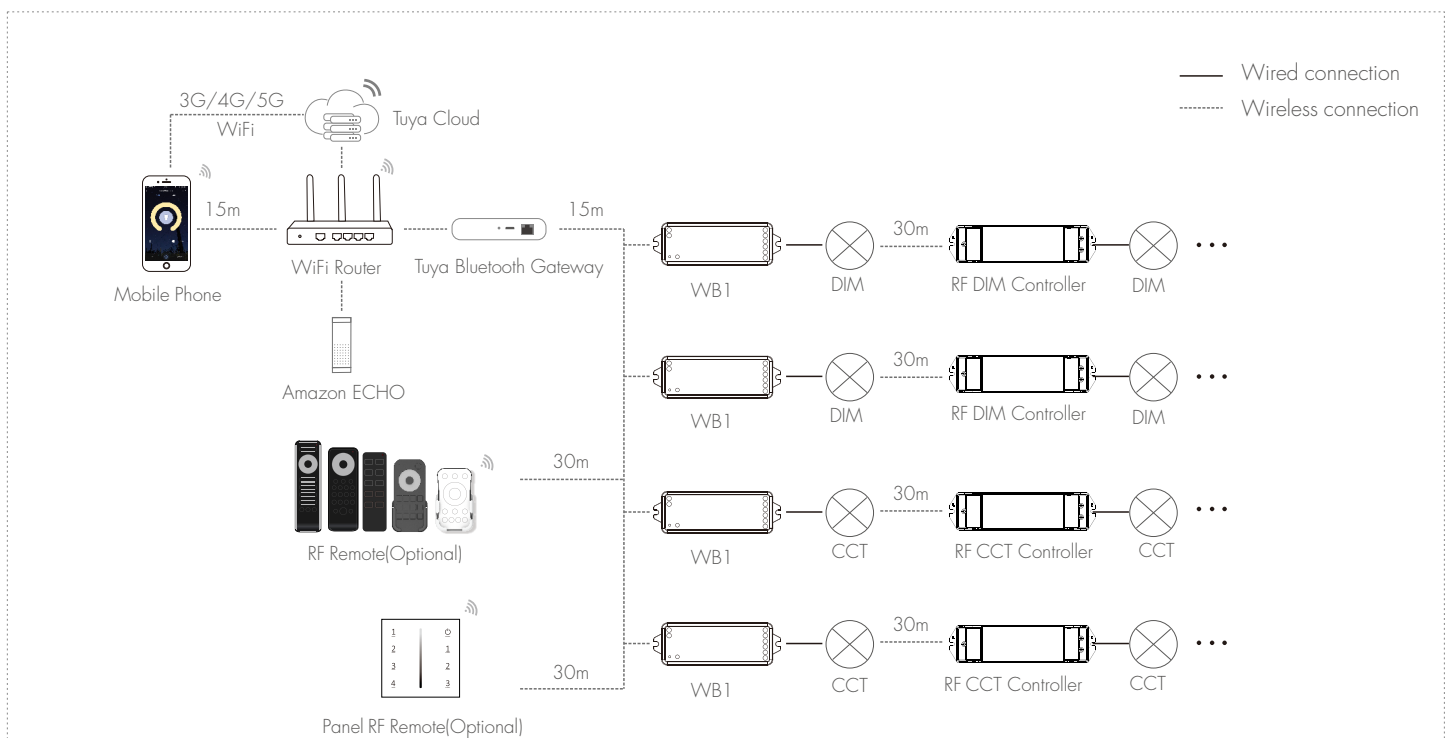 Wired connection
Wireless connection
3G/4G/5G
WiFi
Tuya Cloud
15m
15m
WiFi Router
Tuya Bluetooth Gateway
Mobile Phone
Amazon ECHO
WB1
DIM
30m
RF DIM Controller
DIM
...
WB1
DIM
30m
RF DIM Controller
DIM
...
30m
RF Remote(Optional)
WB1
CCT
30m
RF CCT Controller
CCT
...
1
2
3
4
1
2
3
30m
Panel RF Remote(Optional)
WB1
CCT
30m
RF CCT Controller
CCT
...